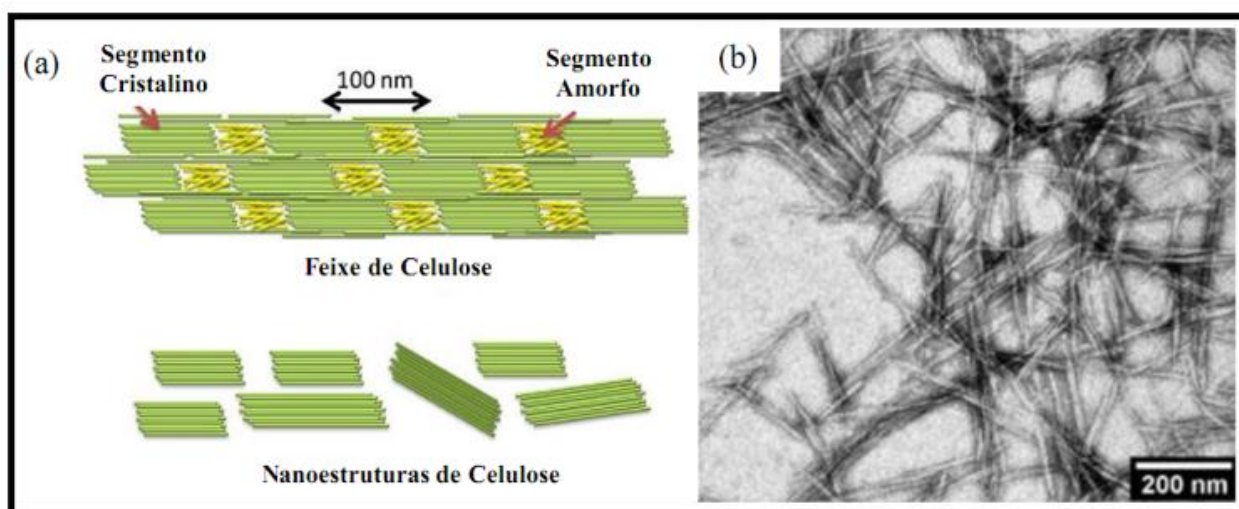 (a)
Segmento
Cristalino
100 nm
Segmento
Amorfo
Feixe de Celulose
Nanoestruturas de Celulose
(b)
200 nm